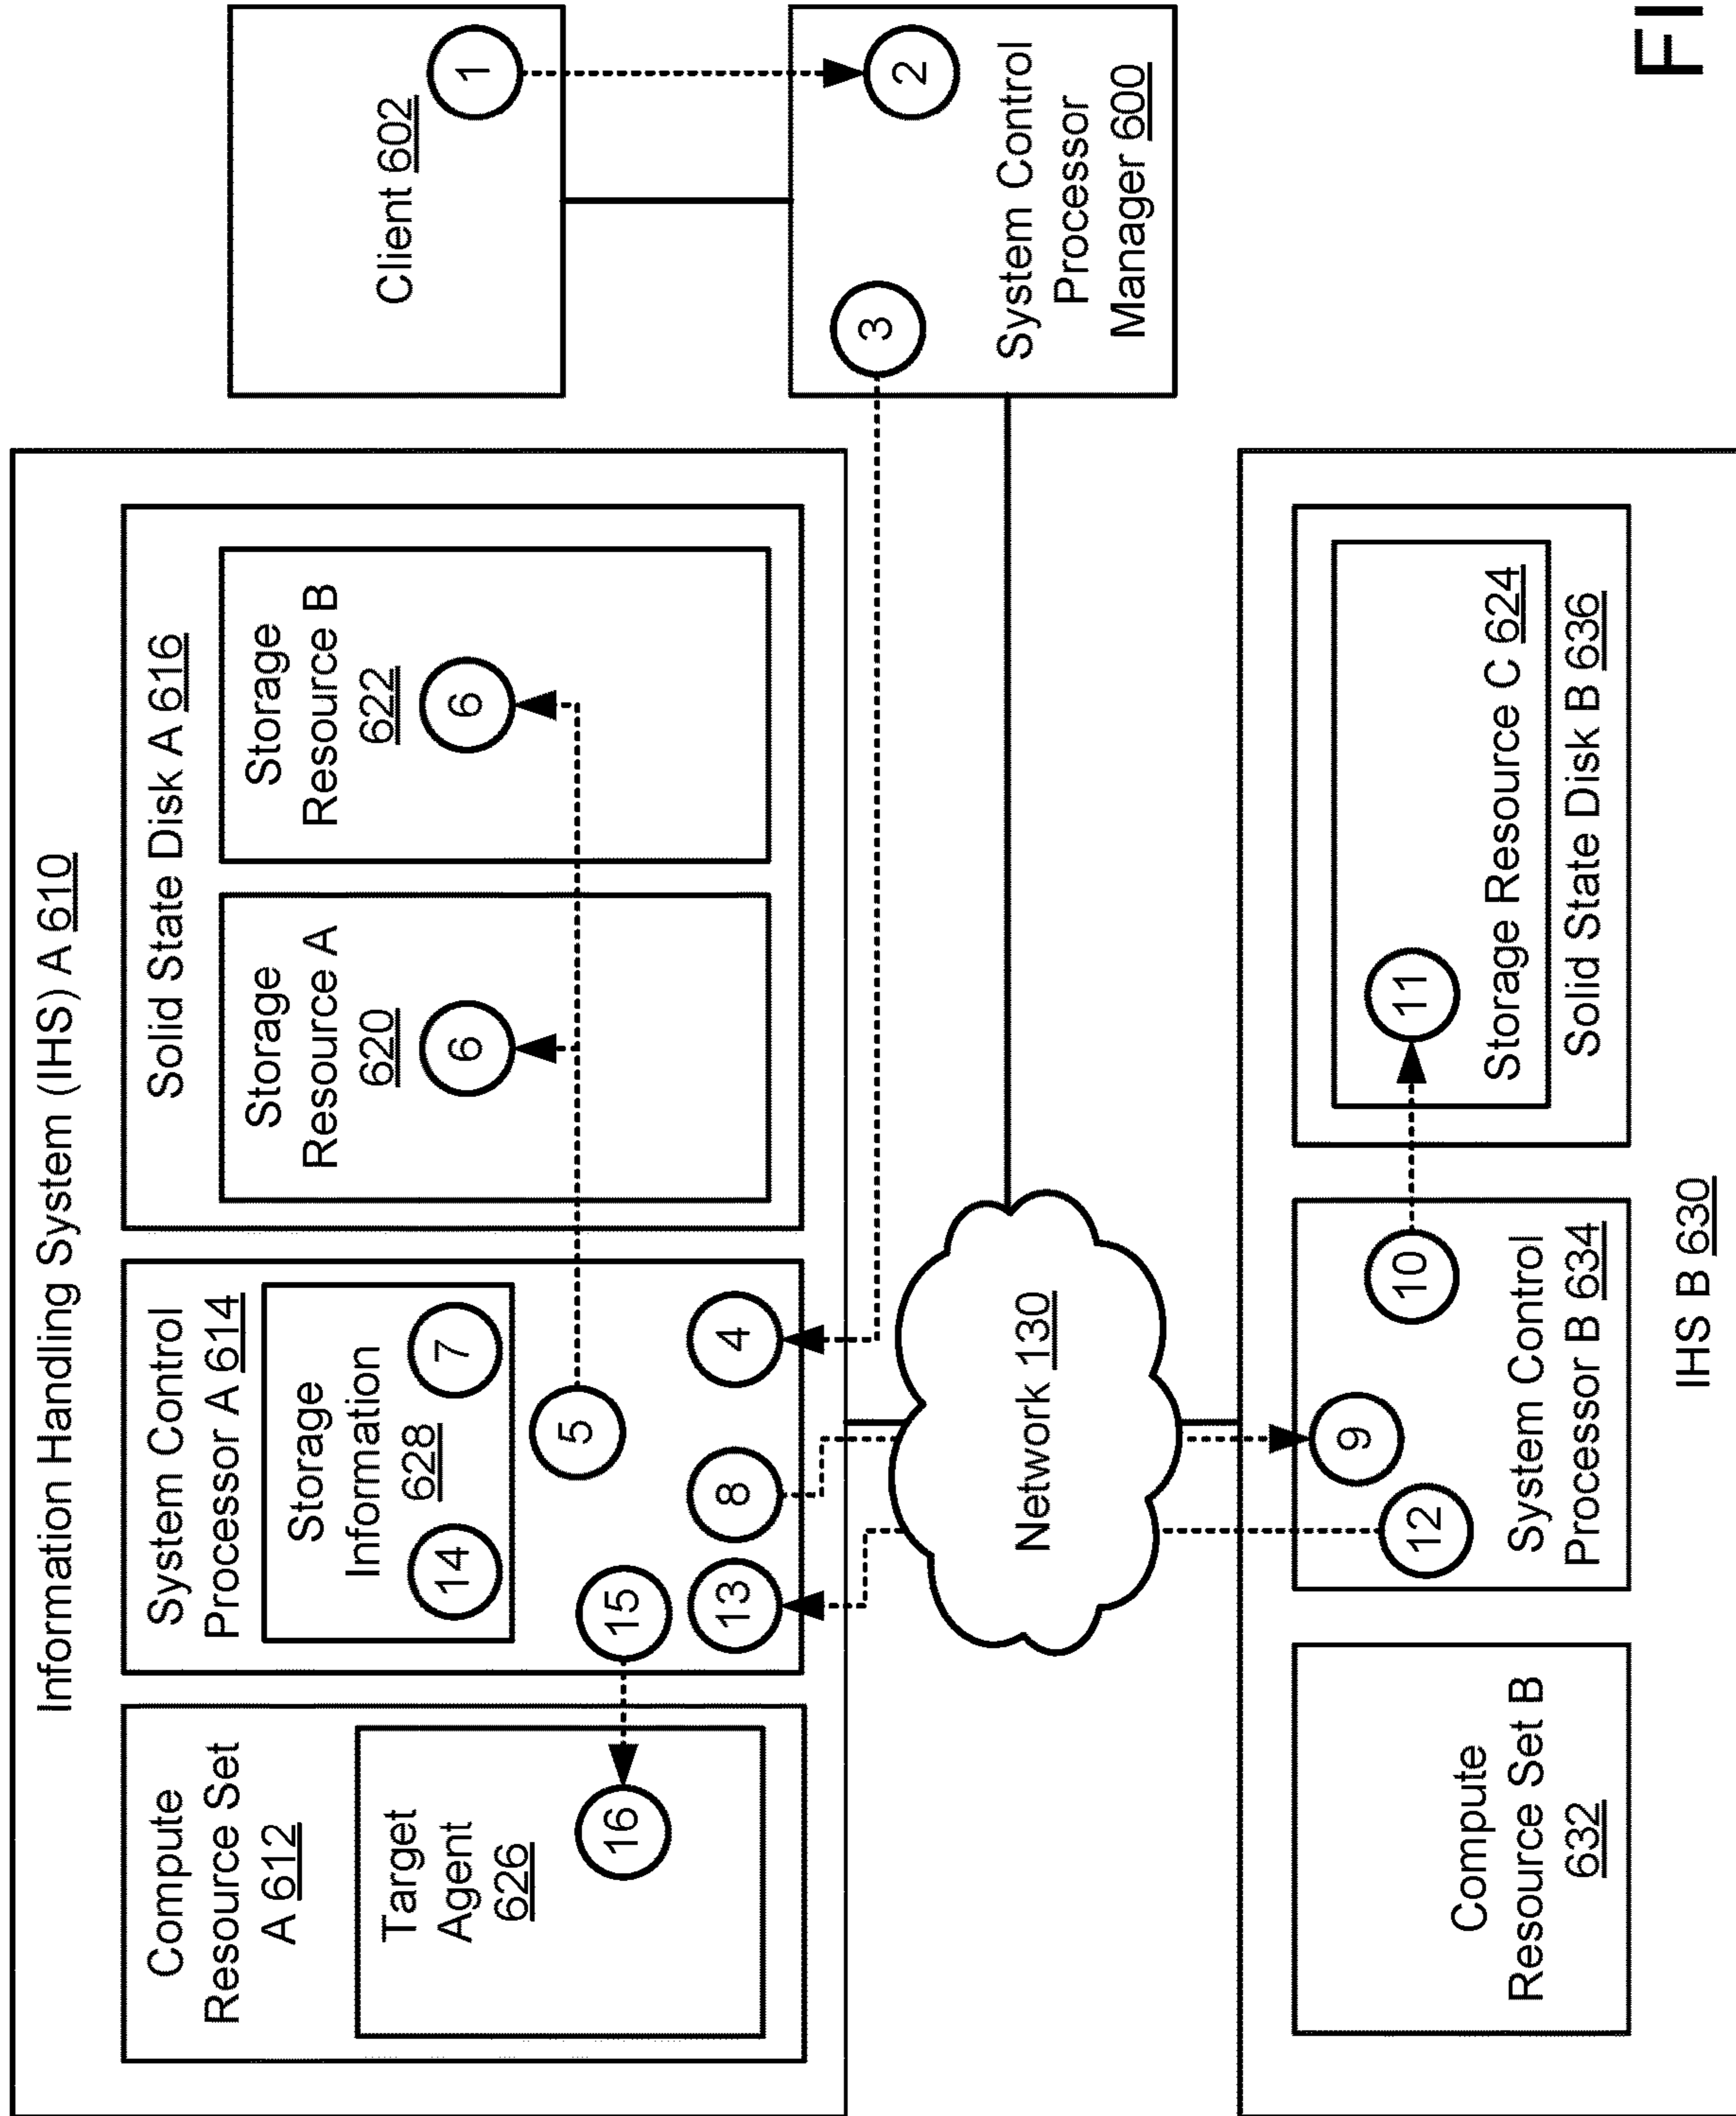 Information Handling System (IHS) A 610
Compute
Resource Set
A 612
Target
Agent
626
16
System Control
Processor A 614
Storage
Information
628
14
7
15
5
13
8
4
Solid State Disk A 616
Storage
Resource A
620
6
Storage
Resource B
622
6
Client 602
1
2
3
System Control
Processor
Manager 600
Network 130
Compute
Resource Set B
632
12
9
10
System Control
Processor B 634
11
Storage Resource C 624
Solid State Disk B 636
IHS B 630
FI